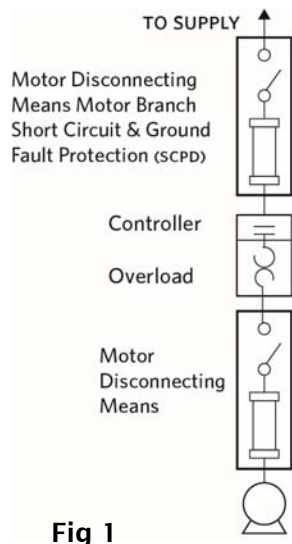 TO SUPPLY
Motor Disconnecting
Means Motor Branch
Short Circuit & Ground
Fault Protection (SCPD)
Controller
Overload
Motor
Disconnecting
Means
Fig 1